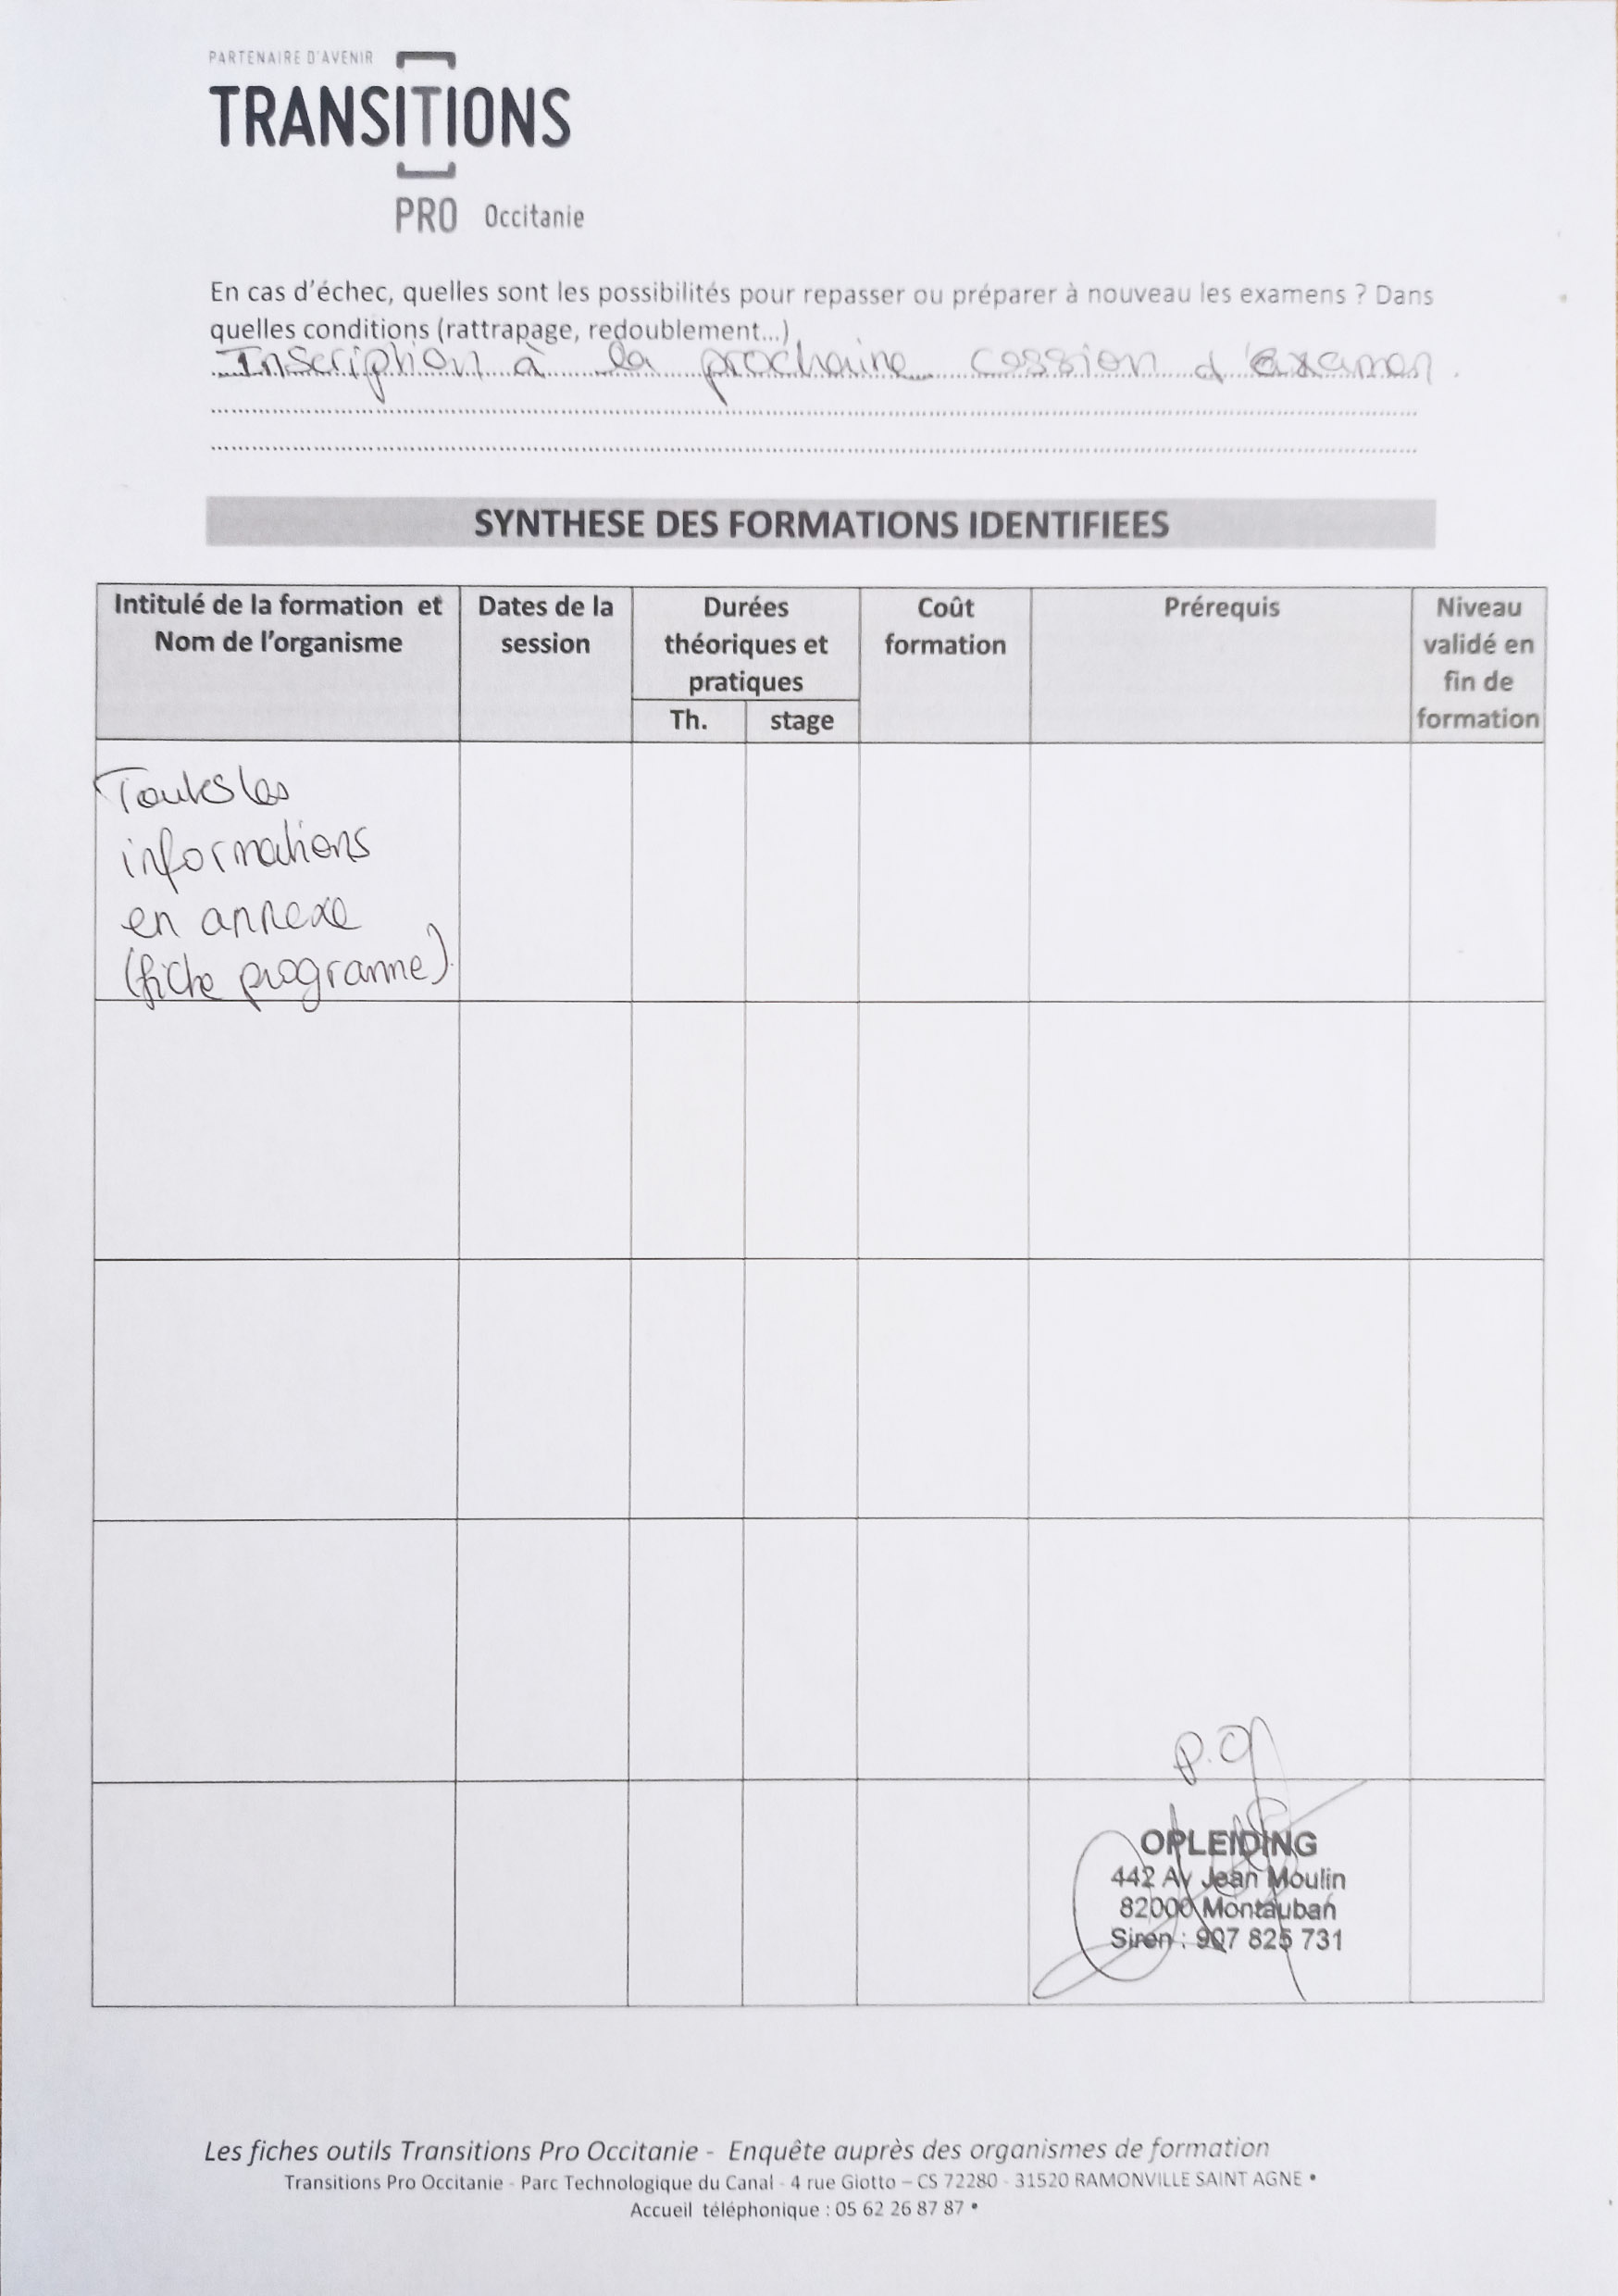 PARTENAIRE D'AVENIR
TRANSITIONS
PRO Occitanie
En cas d'échec, quelles sont les possibilités pour repasser ou préparer à nouveau les examens ? Dans
quelles conditions (rattrapage, redoublement...)
Inscription à la prochaine cession d'examen.
SYNTHESE DES FORMATIONS IDENTIFIEES
Intitulé de la formation et
Nom de l'organisme
Dates de la
session
Durées
théoriques et
pratiques
Th.
stage
Coût
formation
Prérequis
Niveau
validé en
fin de
formation
Toutes les
informations
en annexe
(fiche programme).
P.O
OPLEIDING
442 Av Jean Moulin
82000 Montauban
Siren : 907 825 731
Les fiches outils Transitions Pro Occitanie - Enquête auprès des organismes de formation
Transitions Pro Occitanie - Parc Technologique du Canal - 4 rue Giotto – CS 72280 - 31520 RAMONVILLE SAINT AGNE •
Accueil téléphonique : 05 62 26 87 87 •